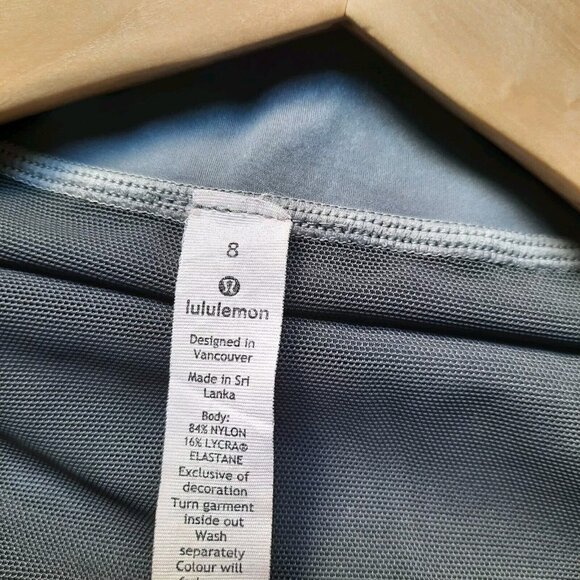 8
lululemon
Designed in
Vancouver
Made in Sri
Lanka
Body:
84% NYLON
16% LYCRA®
ELASTANE
Exclusive of
decoration
Turn garment
inside out
Wash
separately
Colour will